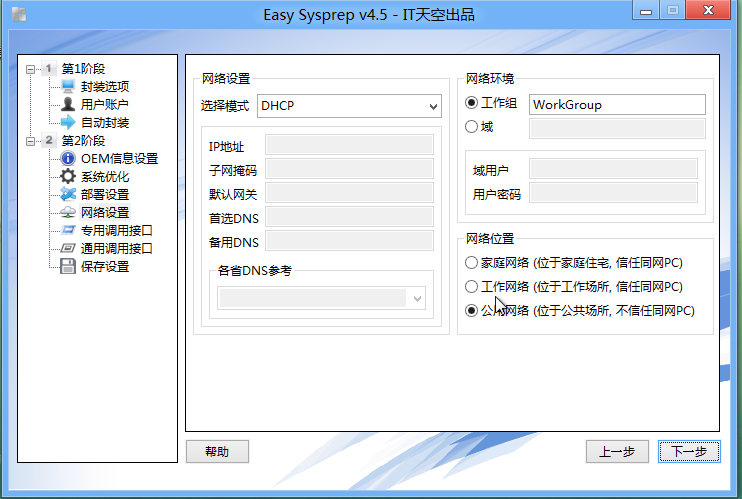 Easy Sysprep v4.5 - IT天空出品
1 第1阶段
封装选项
用户账户
自动封装
2 第2阶段
OEM信息设置
系统优化
部署设置
网络设置
专用调用接口
通用调用接口
保存设置
网络设置
选择模式 DHCP
IP地址
子网掩码
默认网关
首选DNS
备用DNS
各省DNS参考
网络环境
工作组 WorkGroup
域
域用户
用户密码
网络位置
家庭网络 (位于家庭住宅, 信任同网PC)
工作网络 (位于工作场所, 信任同网PC)
公用网络 (位于公共场所, 不信任同网PC)
帮助
上一步
下一步